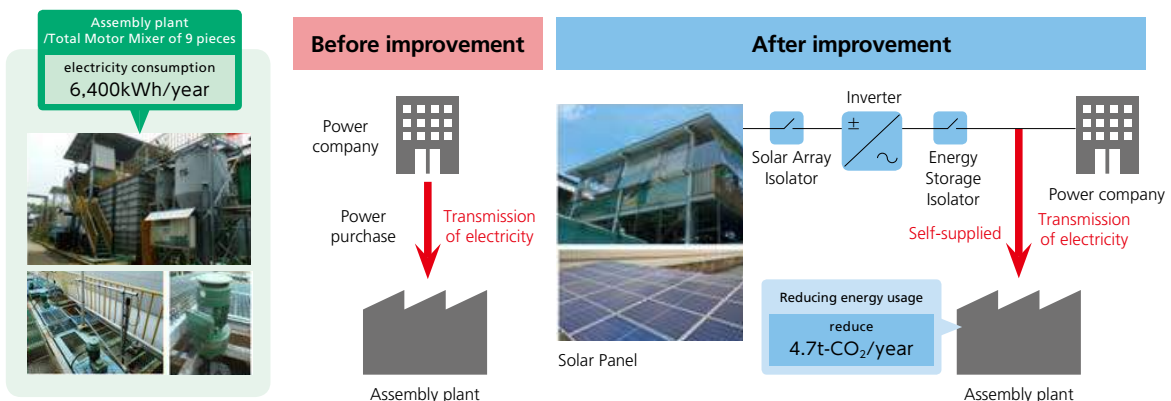 Assembly plant
/Total Motor Mixer of 9 pieces
electricity consumption
6,400kWh/year
Before improvement
Power
company
Power
purchase
Transmission
of electricity
Assembly plant
After improvement
Solar Panel
Solar Array
Isolator
Inverter
±
Energy
Storage
Isolator
Power company
Self-supplied
Transmission
of electricity
Reducing energy usage
reduce
4.7t-CO₂/year
Assembly plant